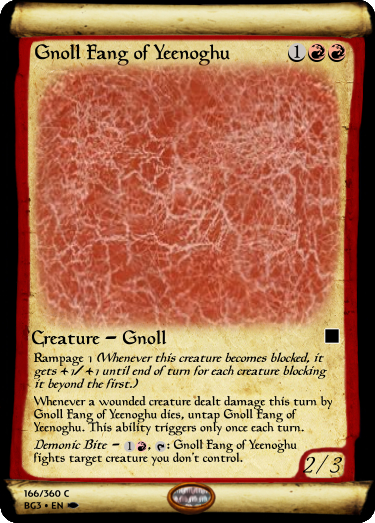 Gnoll Fang of Yeenoghu 1
Creature – Gnoll
Rampage 1 (Whenever this creature becomes blocked, it
gets +1/+1 until end of turn for each creature blocking
it beyond the first.)
Whenever a wounded creature dealt damage this turn by
Gnoll Fang of Yeenoghu dies, untap Gnoll Fang of
Yeenoghu. This ability triggers only once each turn.
Demonic Bite – 1, : Gnoll Fang of Yeenoghu
fights target creature you don't control.
2/3
166/360 C
BG3 • EN